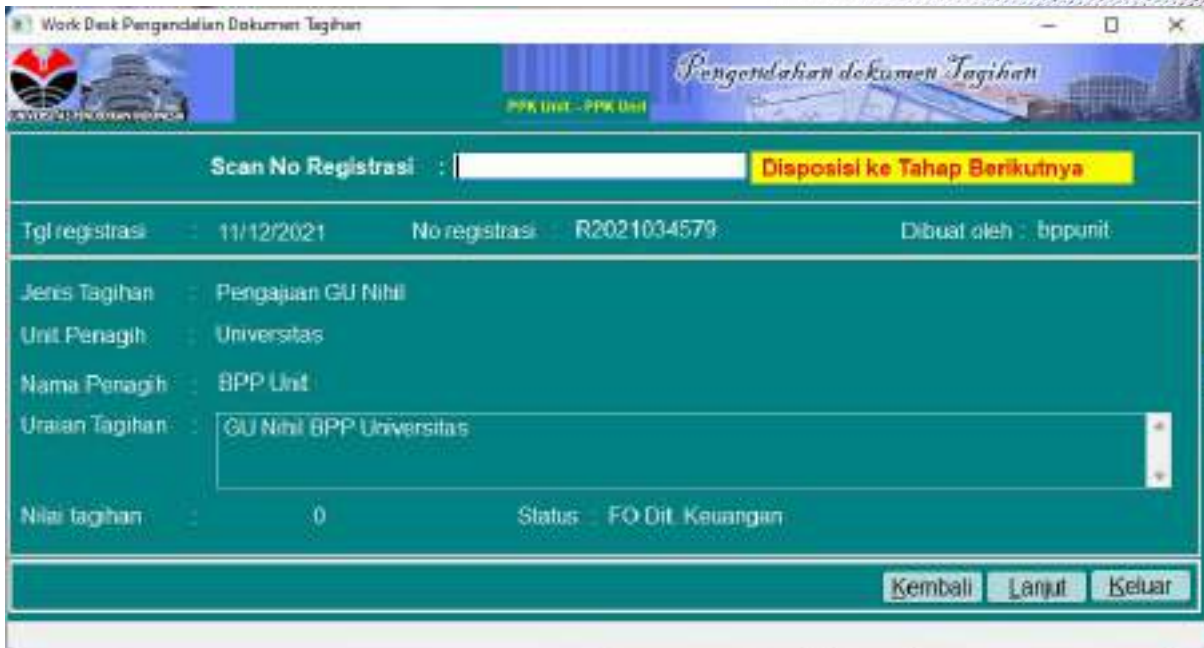 Work Desk Pengendalian Dokumen Tagihan
Pengendalian dokumen Tagihan
UNIVERSITAS PENDIDIKAN INDONESIA
PPK Unit - PPK Unit
Scan No Registrasi :
Disposisi ke Tahap Berikutnya
Tgl registrasi : 11/12/2021 No registrasi : R2021034579 Dibuat oleh : bppunit
Jenis Tagihan : Pengajuan GU Nihil
Unit Penagih : Universitas
Nama Penagih : BPP Unit
Uraian Tagihan : GU Nihil BPP Universitas
Nilai tagihan : 0 Status : FO Dit. Keuangan
Kembali Lanjut Keluar